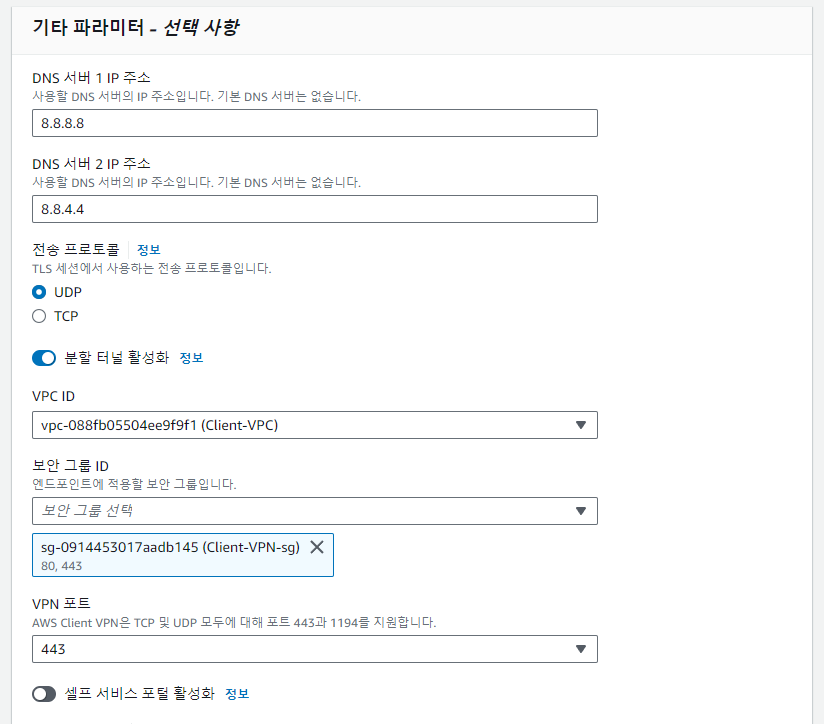 기타 파라미터 - 선택 사항
DNS 서버 1 IP 주소
사용할 DNS 서버의 IP 주소입니다. 기본 DNS 서버는 없습니다.
8.8.8.8
DNS 서버 2 IP 주소
사용할 DNS 서버의 IP 주소입니다. 기본 DNS 서버는 없습니다.
8.8.4.4
전송 프로토콜 정보
TLS 세션에서 사용하는 전송 프로토콜입니다.
UDP
TCP
분할 터널 활성화 정보
VPC ID
vpc-088fb05504ee9f9f1 (Client-VPC)
보안 그룹 ID
엔드포인트에 적용할 보안 그룹입니다.
보안 그룹 선택
sg-0914453017aadb145 (Client-VPN-sg)
80, 443
VPN 포트
AWS Client VPN은 TCP 및 UDP 모두에 대해 포트 443과 1194를 지원합니다.
443
셀프 서비스 포털 활성화 정보